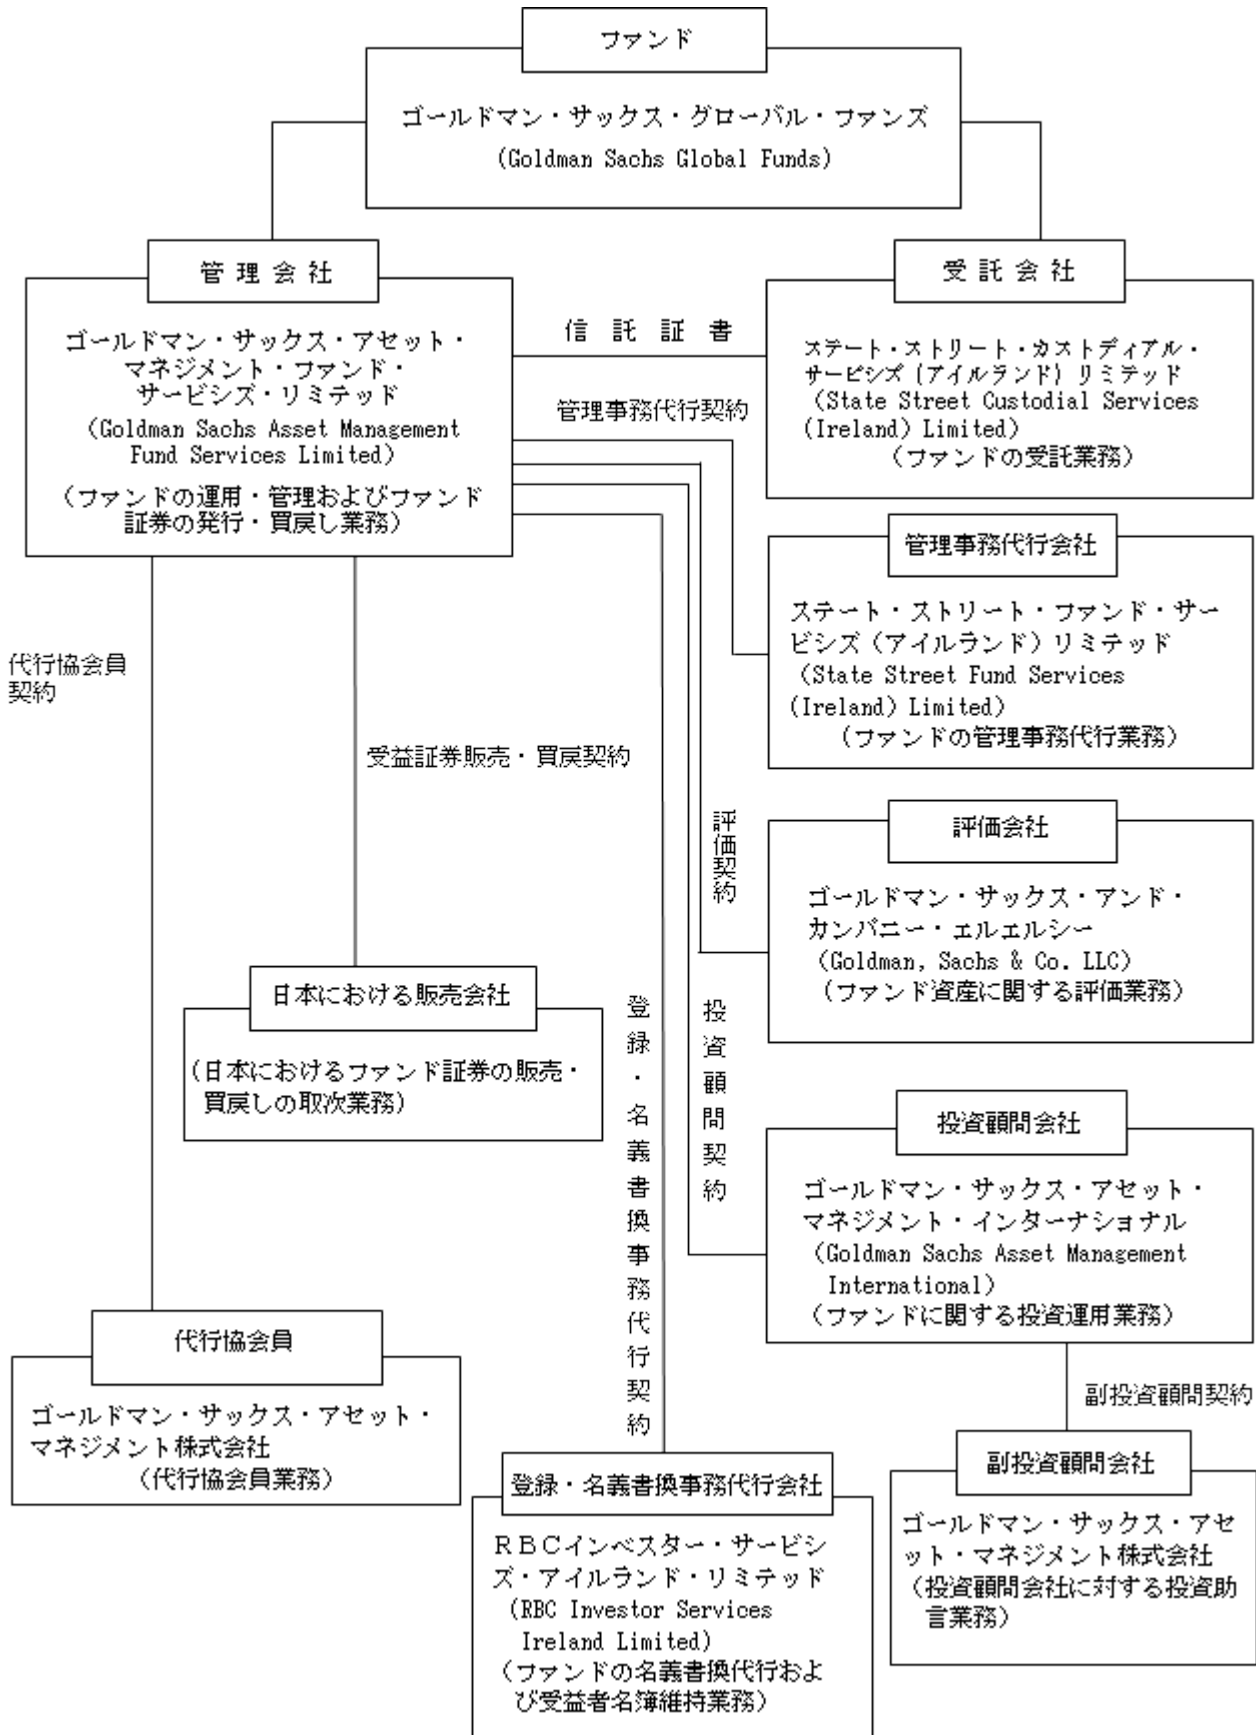 ファンド
ゴールドマン・サックス・グローバル・ファンズ
(Goldman Sachs Global Funds)
管 理 会 社
ゴールドマン・サックス・アセット・
マネジメント・ファンド・
サービシズ・リミテッド
(Goldman Sachs Asset Management
Fund Services Limited)
(ファンドの運用・管理およびファンド
証券の発行・買戻し業務)
信 託 証 書
管理事務代行契約
受 託 会 社
ステート・ストリート・カストディアル・
サービシズ(アイルランド)リミテッド
(State Street Custodial Services
(Ireland) Limited)
(ファンドの受託業務)
管理事務代行会社
ステート・ストリート・ファンド・サー
ビシズ(アイルランド)リミテッド
(State Street Fund Services
(Ireland) Limited)
(ファンドの管理事務代行業務)
代行協会員
契約
受益証券販売・買戻契約
評価契約
評価会社
ゴールドマン・サックス・アンド・
カンパニー・エルエルシー
(Goldman, Sachs & Co. LLC)
(ファンド資産に関する評価業務)
日本における販売会社
(日本におけるファンド証券の販売・
買戻しの取次業務)
登録・名義書換事務代行契約
投資顧問契約
投資顧問会社
ゴールドマン・サックス・アセット・
マネジメント・インターナショナル
(Goldman Sachs Asset Management
International)
(ファンドに関する投資運用業務)
代行協会員
ゴールドマン・サックス・アセット・
マネジメント株式会社
(代行協会員業務)
副投資顧問契約
登録・名義書換事務代行会社
RBCインベスター・サービシ
ズ・アイルランド・リミテッド
(RBC Investor Services
Ireland Limited)
(ファンドの名義書換代行およ
び受益者名簿維持業務)
副投資顧問会社
ゴールドマン・サックス・アセ
ット・マネジメント株式会社
(投資顧問会社に対する投資助
言業務)